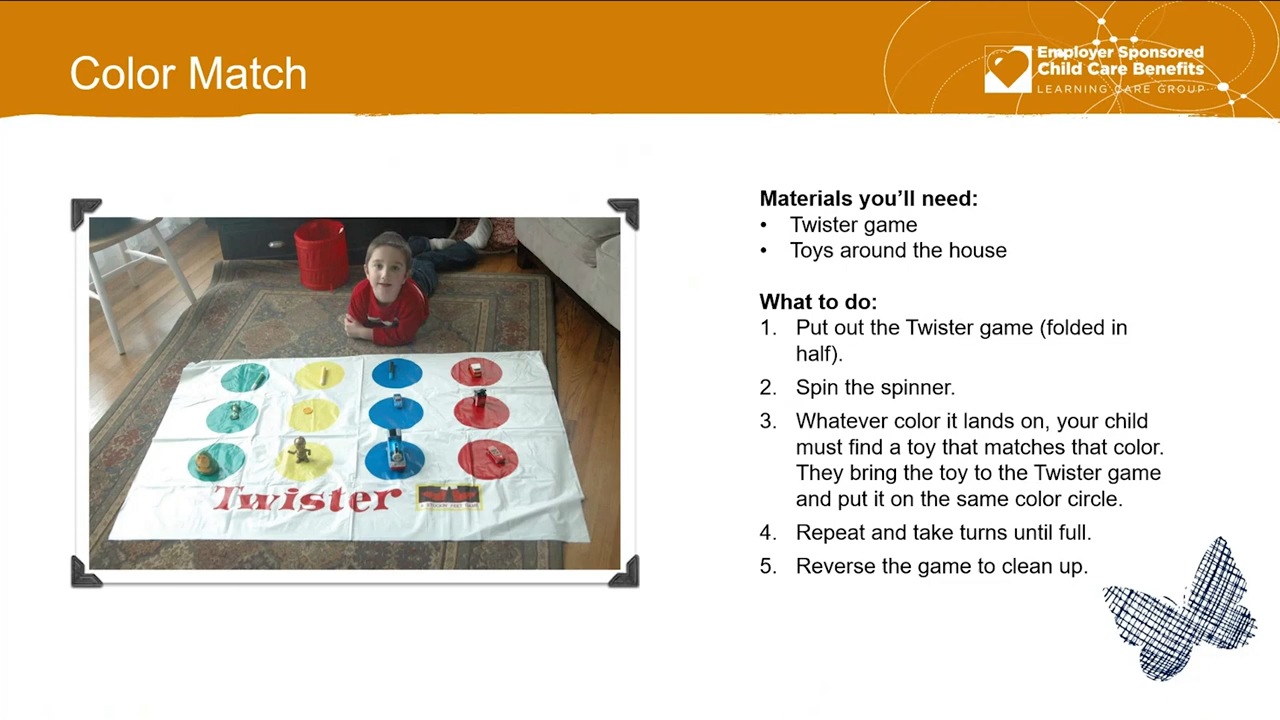 Color Match
Employer Sponsored
Child Care Benefits
LEARNING CARE GROUP
Materials you’ll need:
• Twister game
• Toys around the house
What to do:
1. Put out the Twister game (folded in
half).
2. Spin the spinner.
3. Whatever color it lands on, your child
must find a toy that matches that color.
They bring the toy to the Twister game
and put it on the same color circle.
4. Repeat and take turns until full.
5. Reverse the game to clean up.
Twister